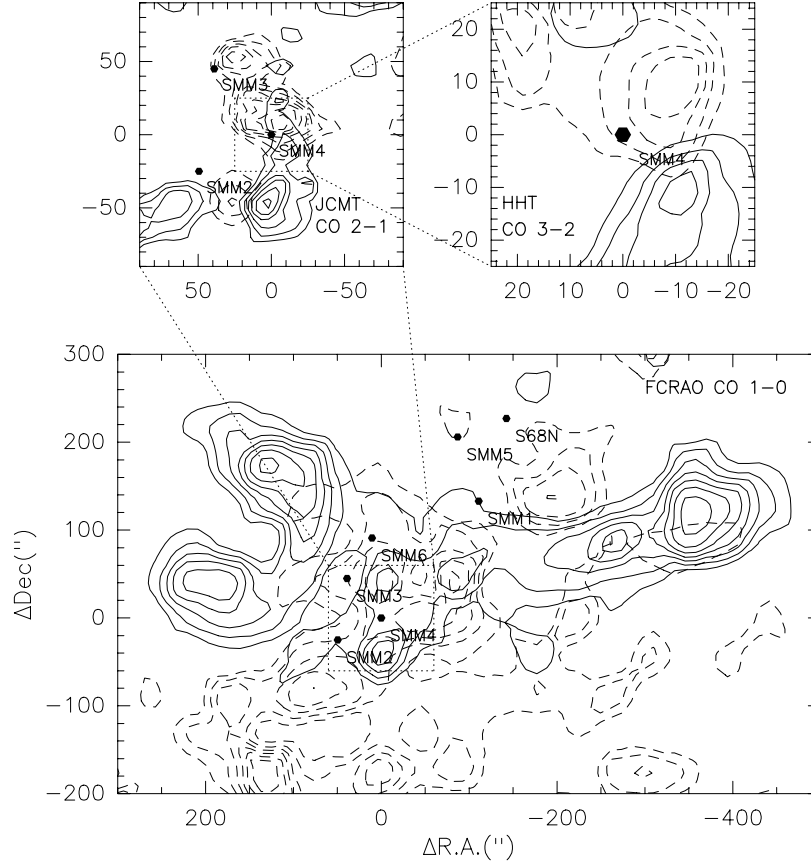 50
0
−50
SMM3
SMM4
SMM2
JCMT
CO 2−1
50 0 −50
20
10
0
−10
−20
SMM4
HHT
CO 3−2
20 10 0 −10 −20
300
200
100
0
−100
−200
ΔDec('')
FCRAO CO 1−0
S68N
SMM5
SMM1
SMM6
SMM3
SMM4
SMM2
200 0 −200 −400
ΔR.A.('')